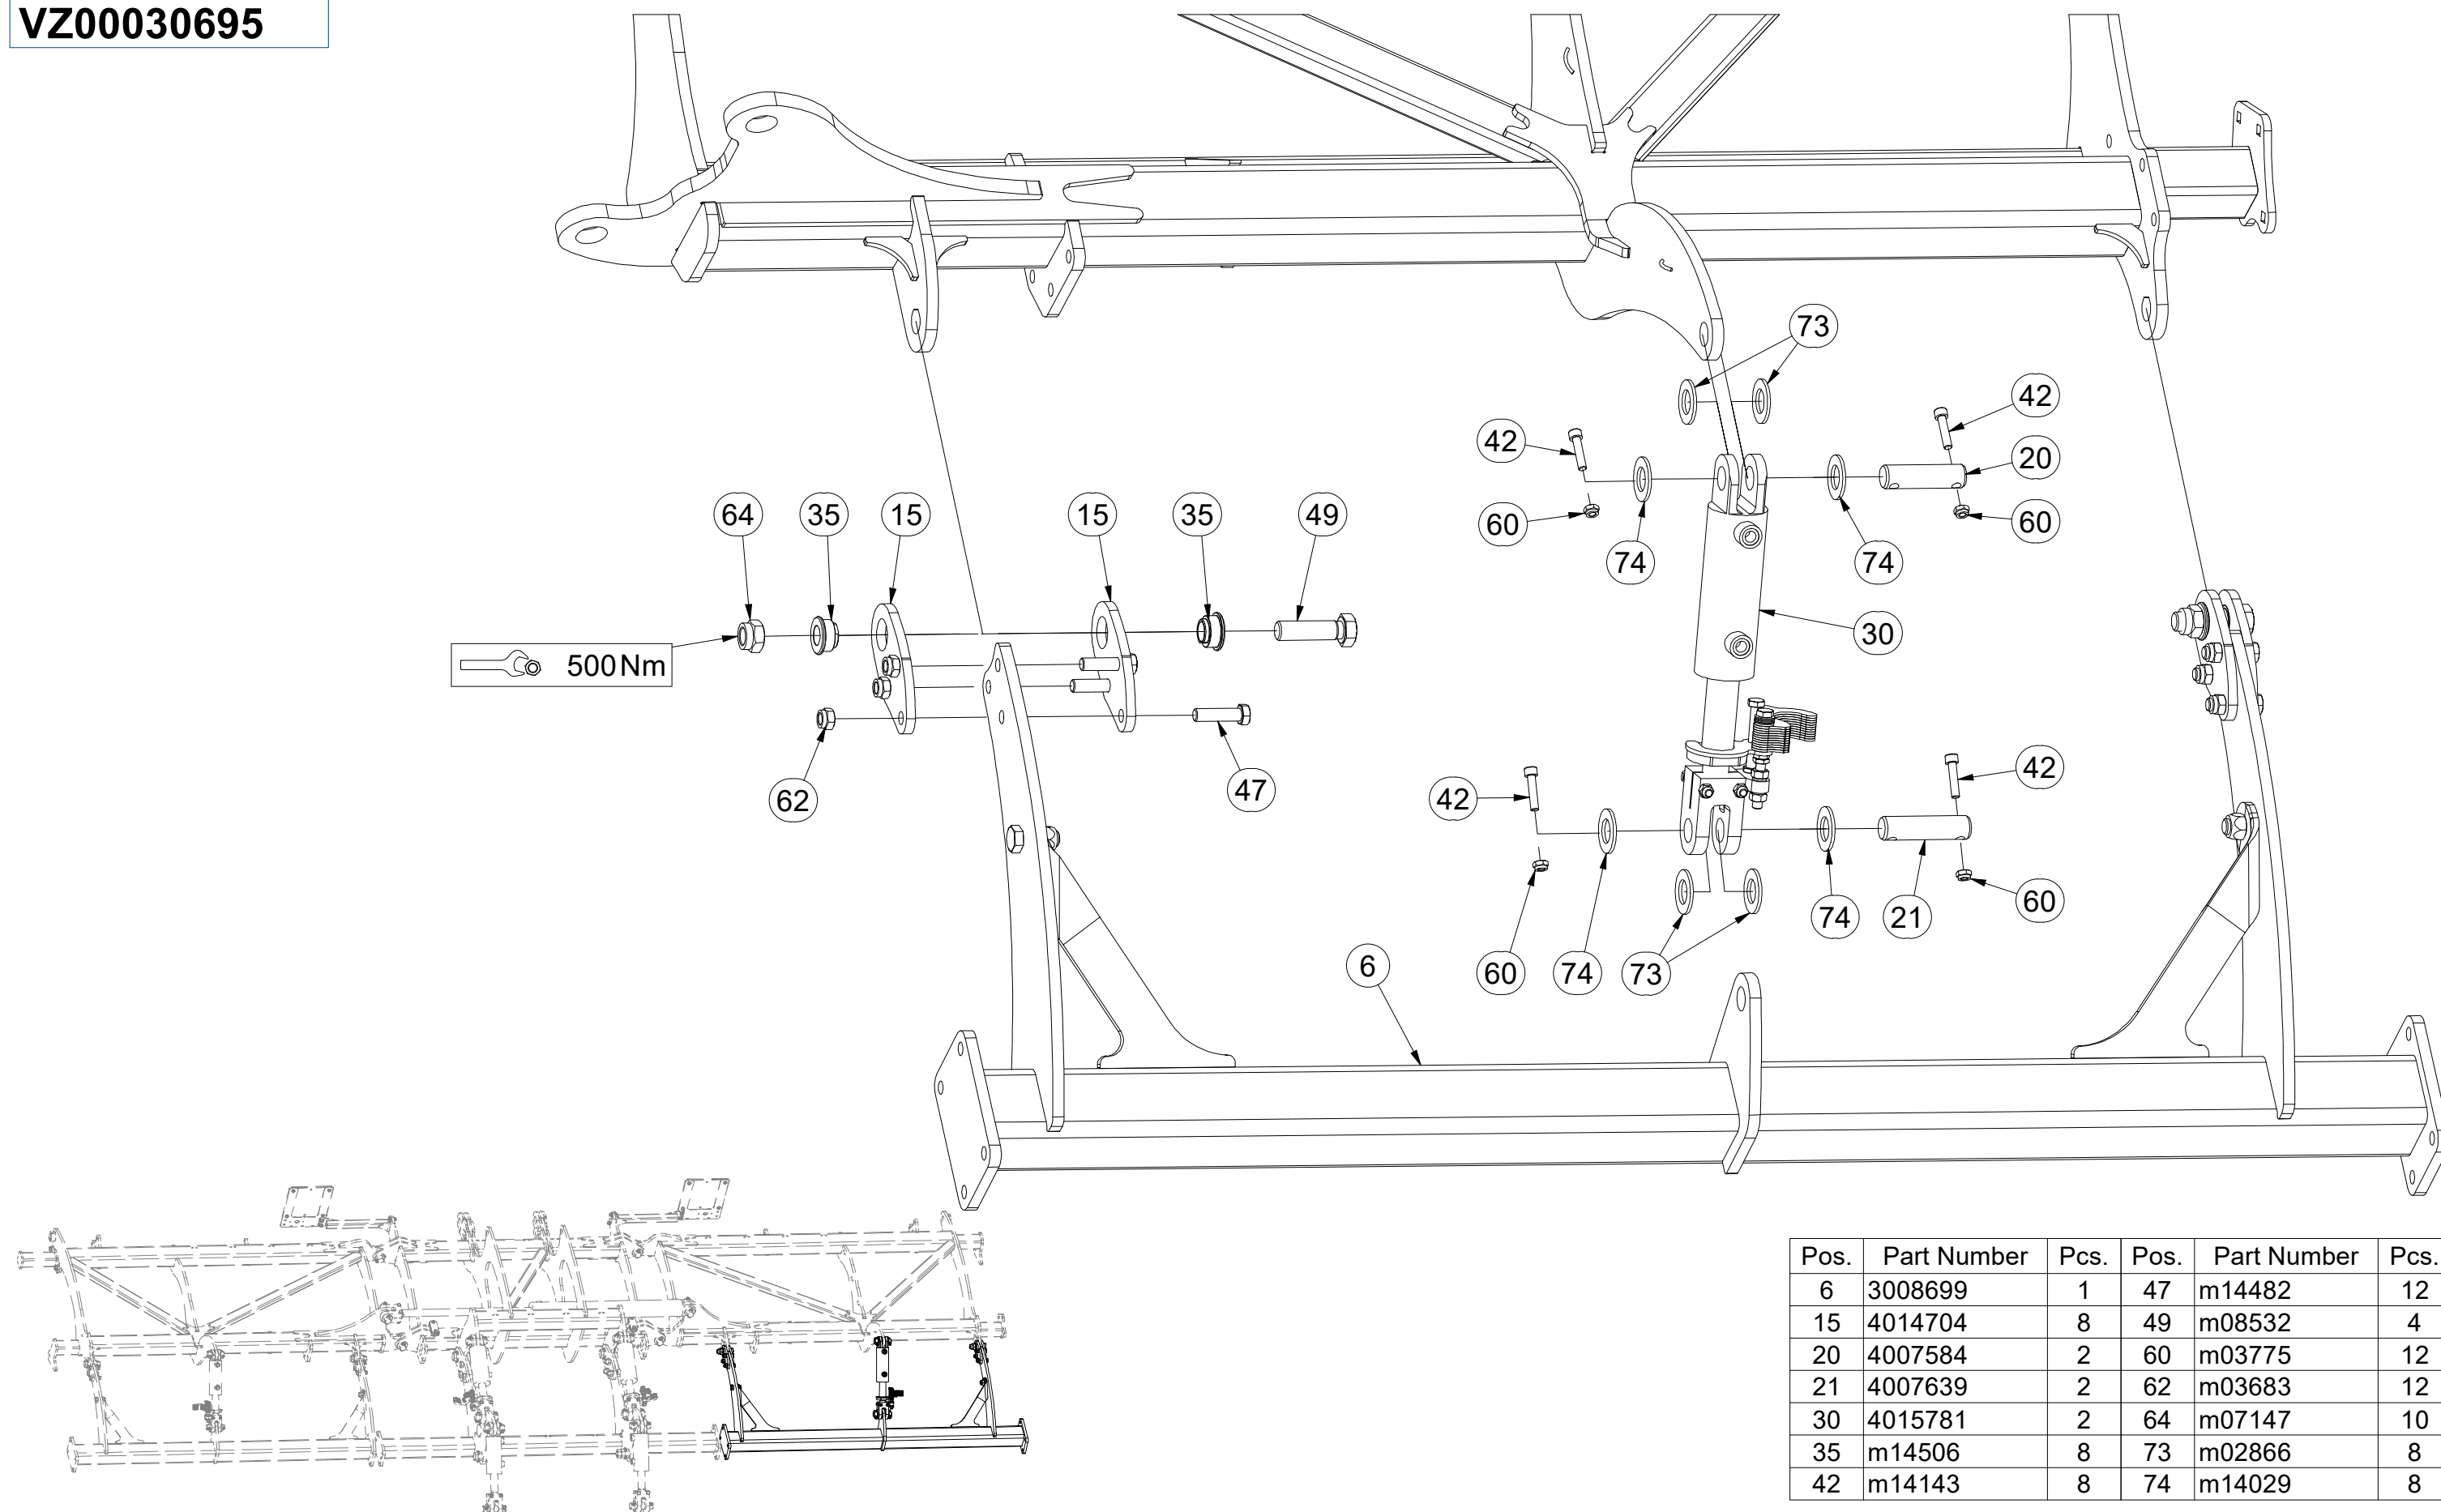 VZ00030695
73
42
42
20
60
60
74
74
64
35
15
15
35
49
30
500 Nm
62
47
42
42
60
74
73
74
21
60
6
Pos. Part Number Pcs. Pos. Part Number Pcs.
6 3008699 1 47 m14482 12
15 4014704 8 49 m08532 4
20 4007584 2 60 m03775 12
21 4007639 2 62 m03683 12
30 4015781 2 64 m07147 10
35 m14506 8 73 m02866 8
42 m14143 8 74 m14029 8